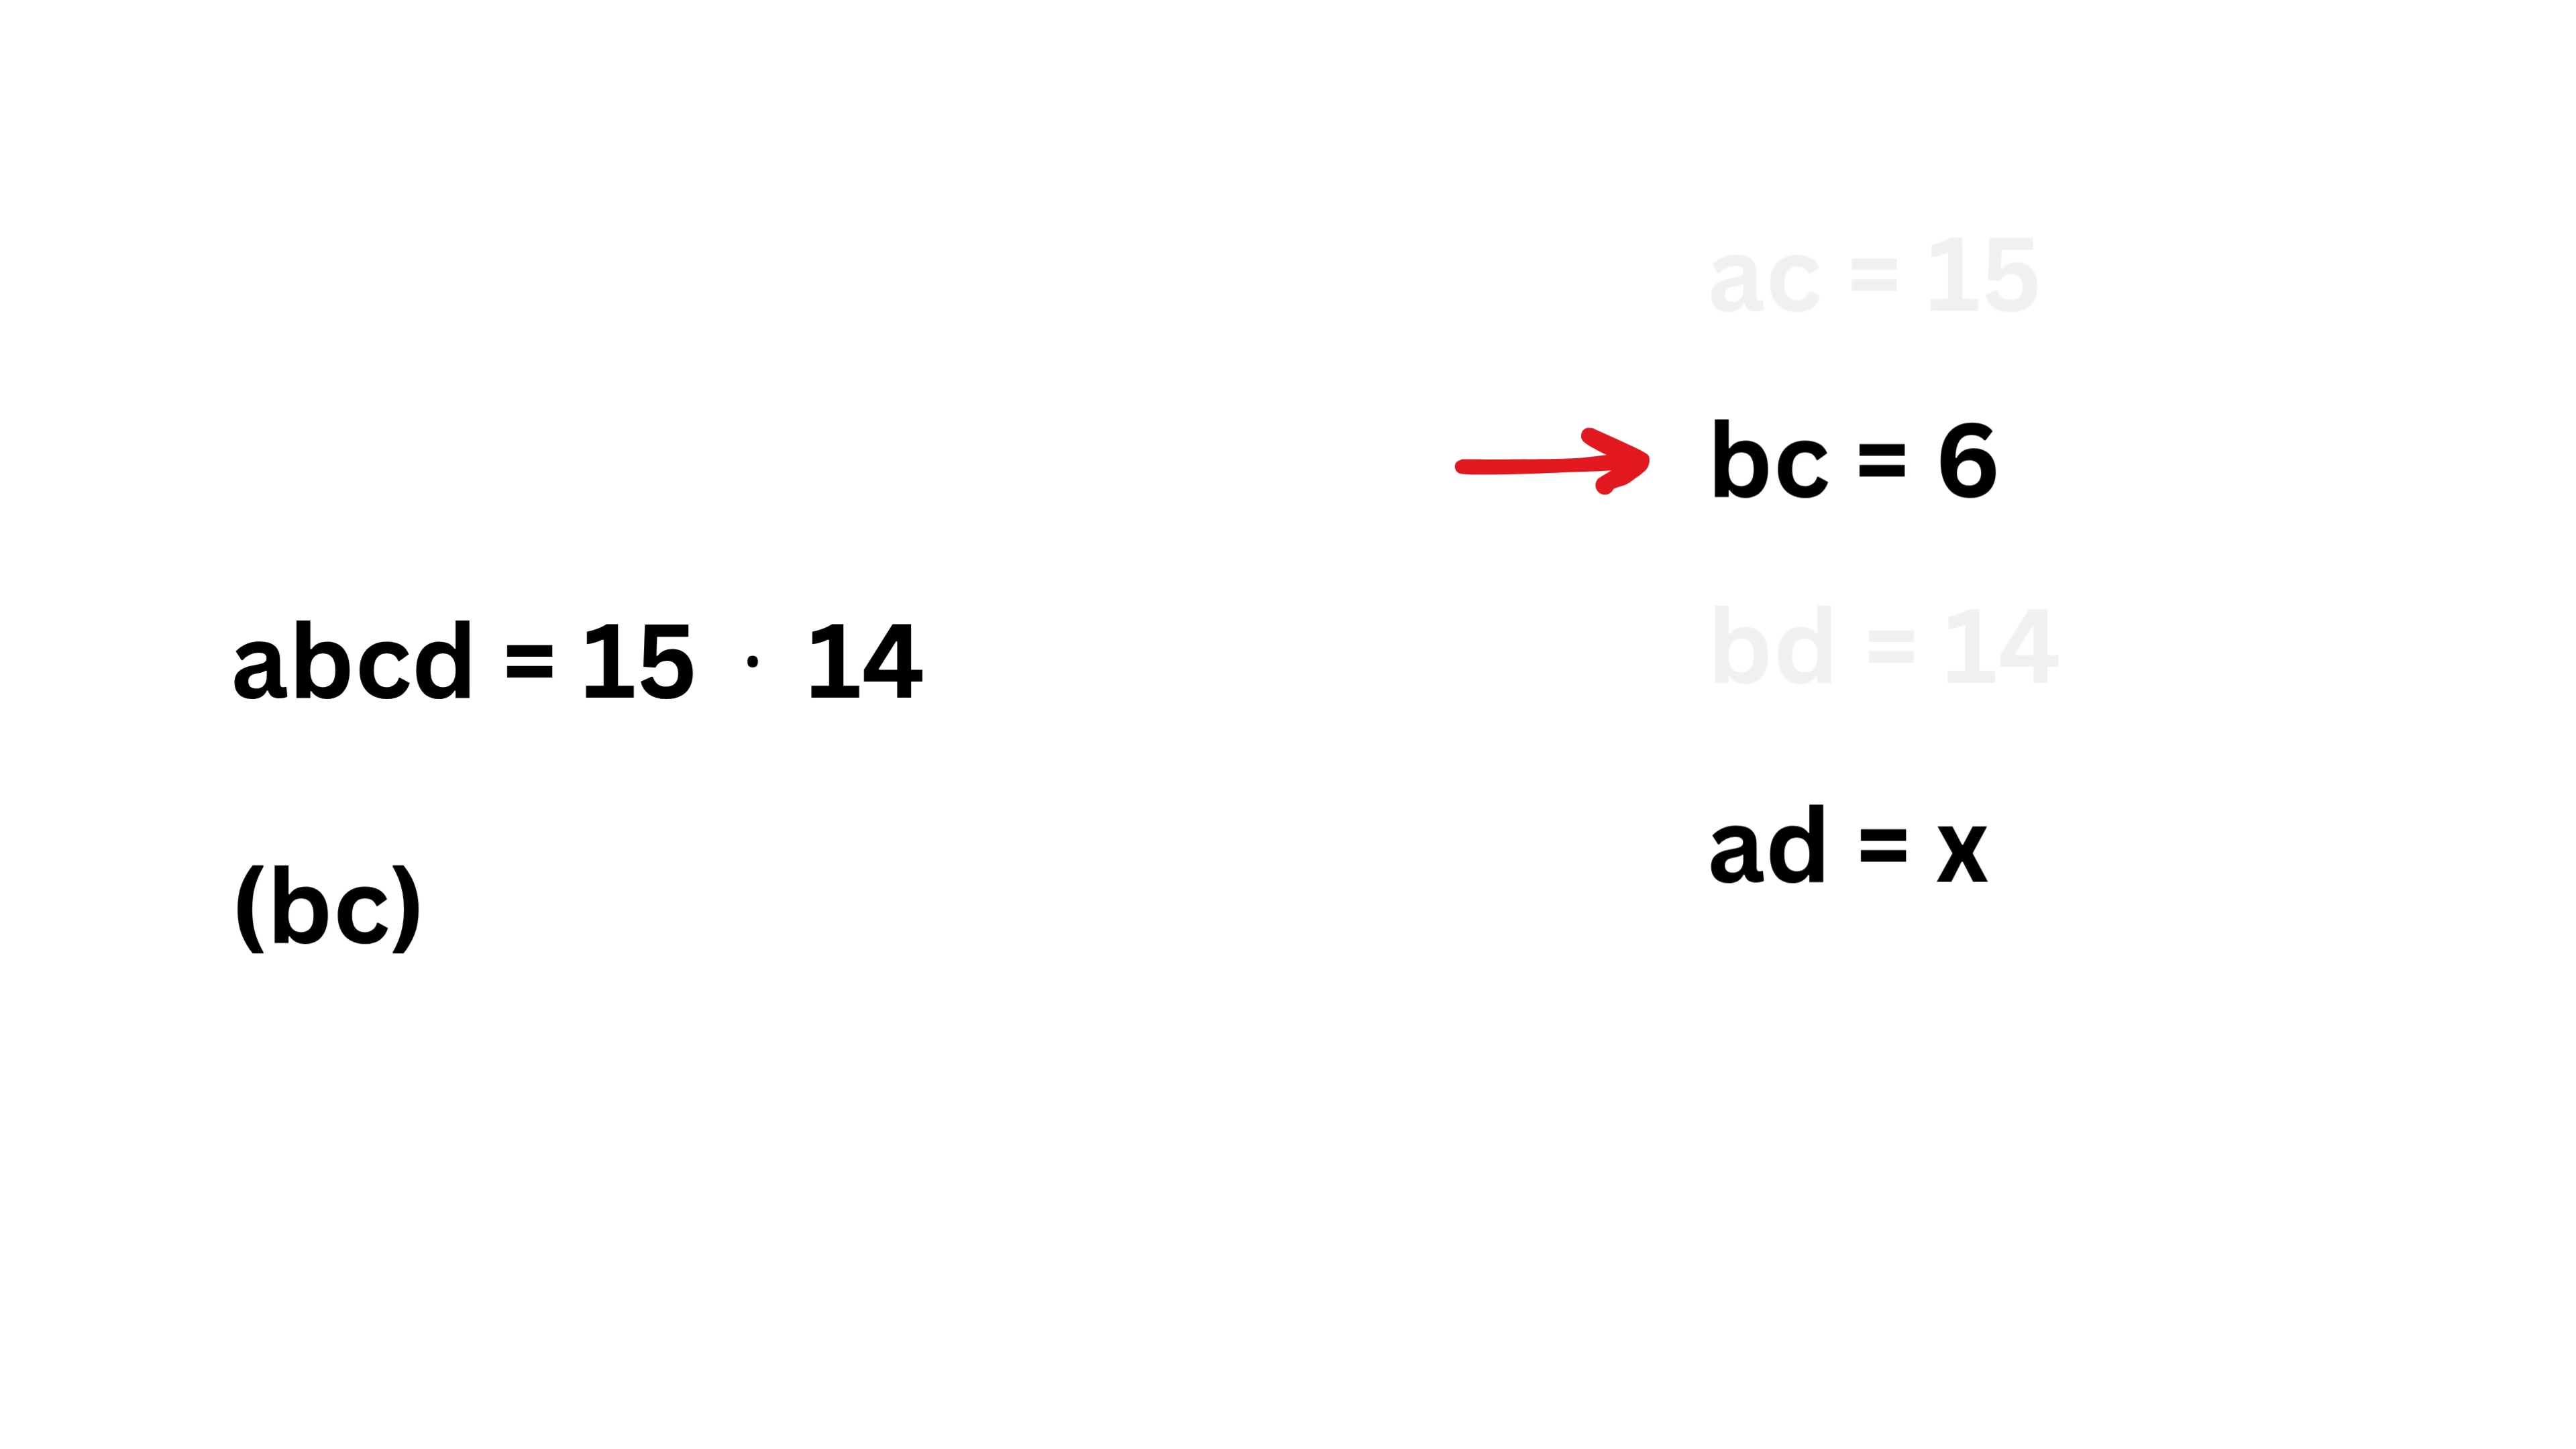 ac = 15
bc = 6
abcd = 15 · 14
bd = 14
ad = x
(bc)